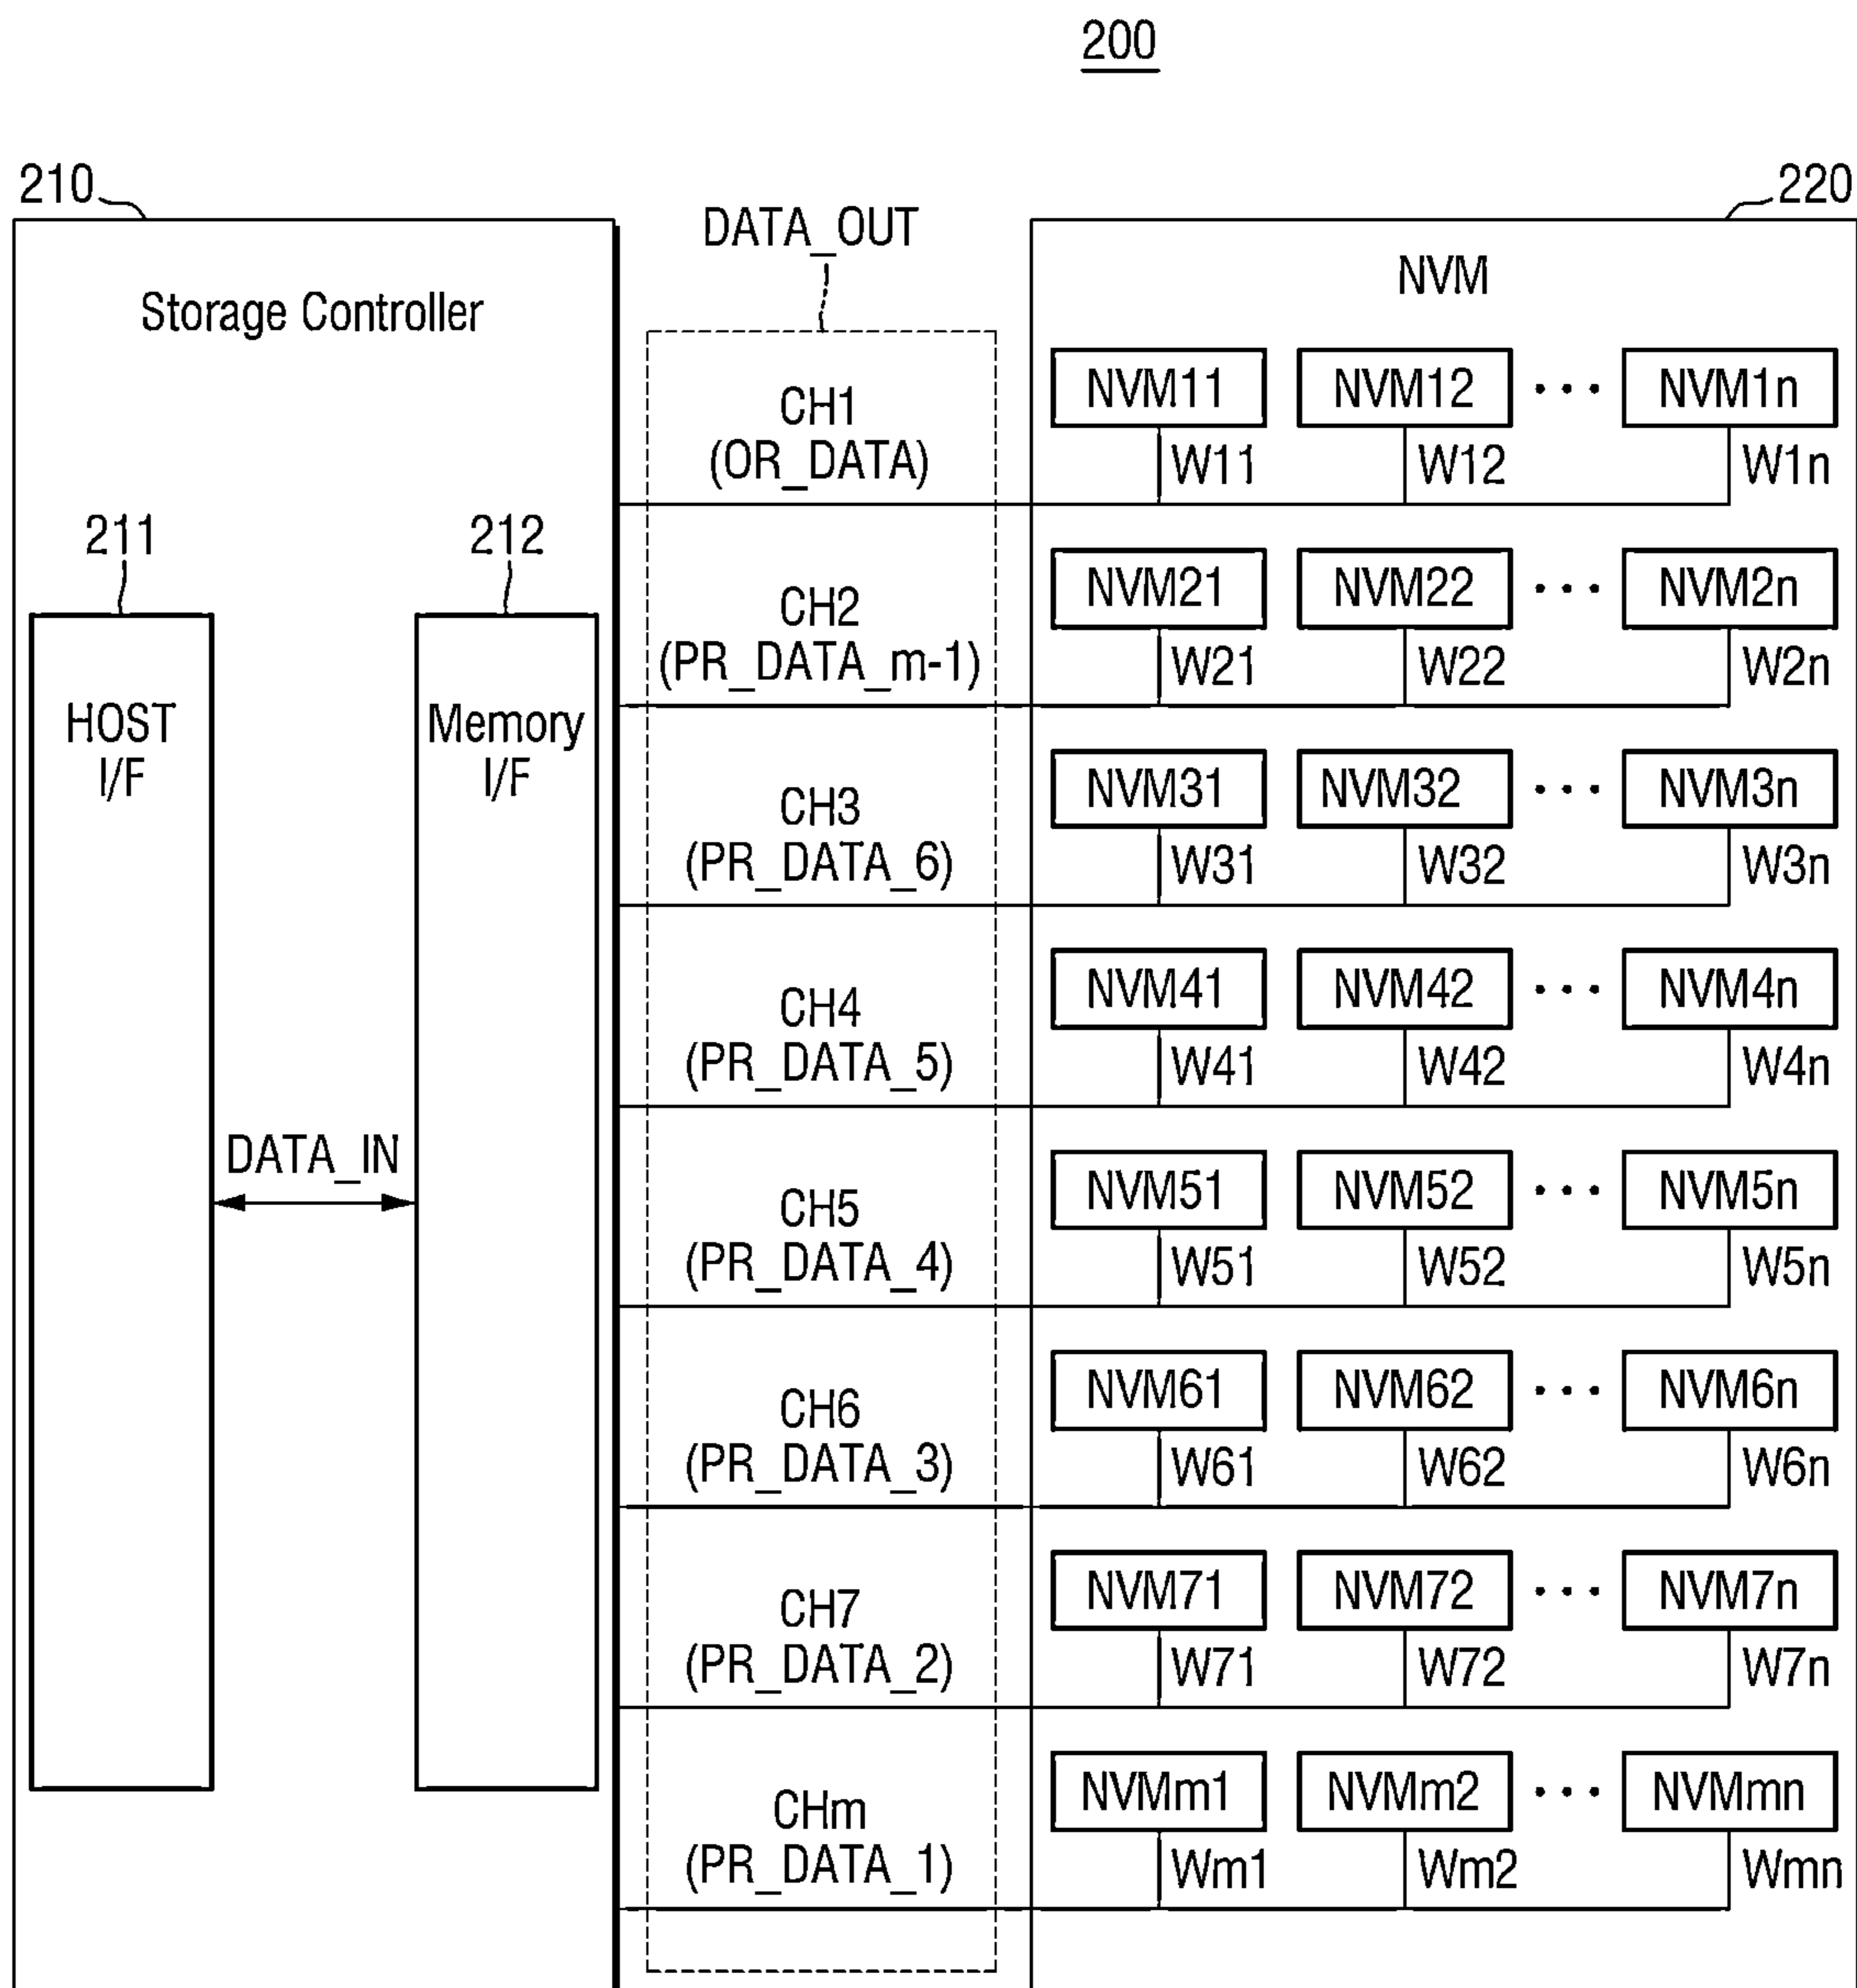 200
210
220
DATA_OUT
NVM
Storage Controller
CH1
(OR_DATA)
NVM11 NVM12 ··· NVM1n
W11 W12 W1n
211
212
CH2
(PR_DATA_m-1)
NVM21 NVM22 ··· NVM2n
W21 W22 W2n
HOST
I/F
Memory
I/F
CH3
(PR_DATA_6)
NVM31 NVM32 ··· NVM3n
W31 W32 W3n
CH4
(PR_DATA_5)
NVM41 NVM42 ··· NVM4n
W41 W42 W4n
DATA_IN
CH5
(PR_DATA_4)
NVM51 NVM52 ··· NVM5n
W51 W52 W5n
CH6
(PR_DATA_3)
NVM61 NVM62 ··· NVM6n
W61 W62 W6n
CH7
(PR_DATA_2)
NVM71 NVM72 ··· NVM7n
W71 W72 W7n
CHm
(PR_DATA_1)
NVMm1 NVMm2 ··· NVMmn
Wm1 Wm2 Wmn